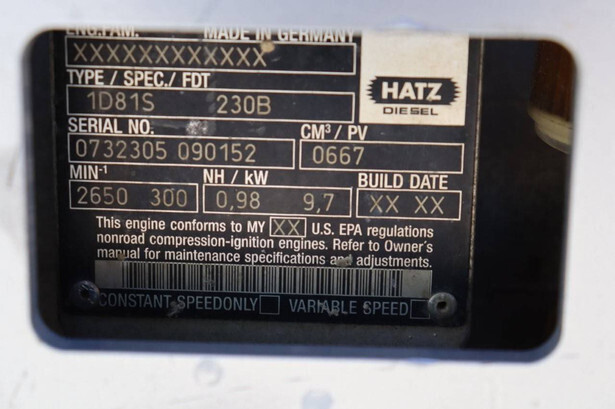 ENG.FAM. MADE IN GERMANY
XXXXXXXXXXXX
TYPE / SPEC./ FDT
1D81S 230B
HATZ
DIESEL
SERIAL NO. CM³ / PV
0732305 090152 0667
MIN⁻¹ NH / kW BUILD DATE
2650 300 0,98 9,7 XX XX
This engine conforms to MY XX U.S. EPA regulations
nonroad compression-ignition engines. Refer to Owner's
manual for maintenance specifications and adjustments.
CONSTANT SPEEDONLY VARIABLE SPEED